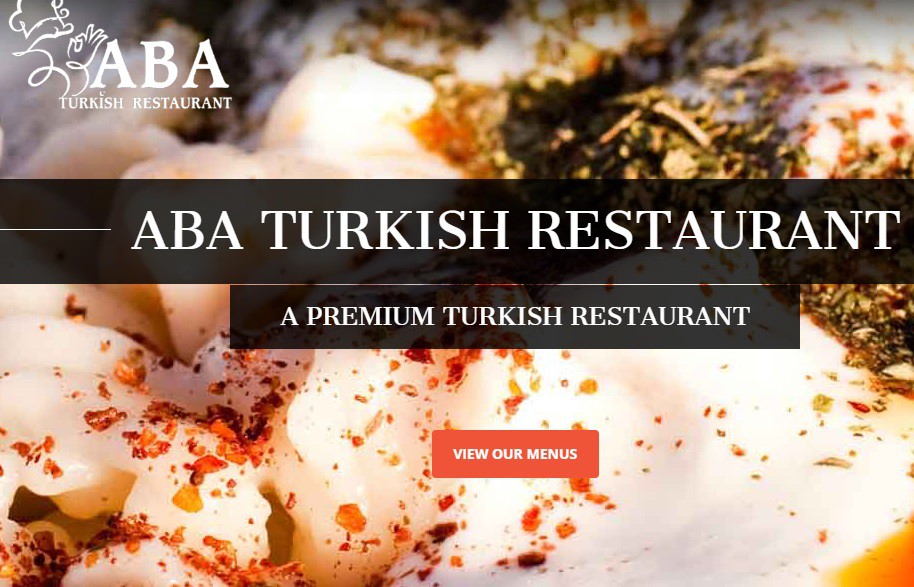 ABA
TURKISH RESTAURANT
ABA TURKISH RESTAURANT
A PREMIUM TURKISH RESTAURANT
VIEW OUR MENUS